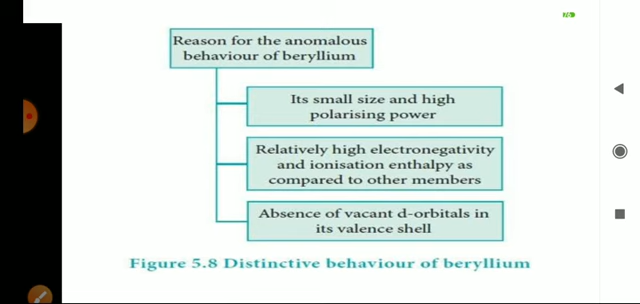 Reason for the anomalous
behaviour of beryllium
Its small size and high
polarising power
Relatively high electronegativity
and ionisation enthalpy as
compared to other members
Absence of vacant d-orbitals in
its valence shell
Figure 5.8 Distinctive behaviour of beryllium